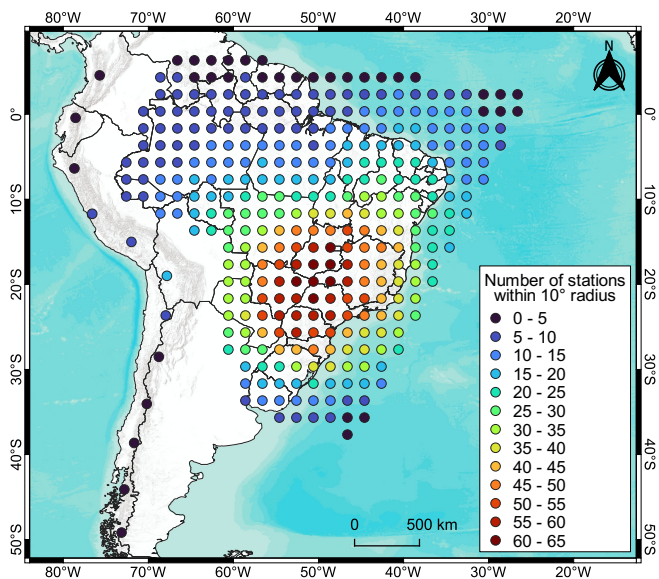 80°W 70°W 60°W 50°W 40°W 30°W 20°W
N
0° 0°
10°S 10°S
20°S 20°S
30°S 30°S
40°S 40°S
50°S 50°S
Number of stations
within 10° radius
0 - 5
5 - 10
10 - 15
15 - 20
20 - 25
25 - 30
30 - 35
35 - 40
40 - 45
45 - 50
50 - 55
55 - 60
60 - 65
0 500 km
80°W 70°W 60°W 50°W 40°W 30°W 20°W